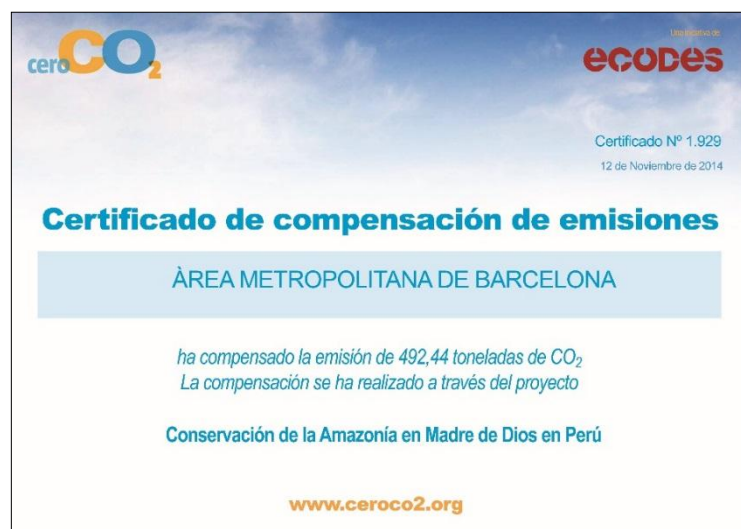 ceroCO₂
Una iniciativa de:
ecodes
Certificado Nº 1.929
12 de Noviembre de 2014
Certificado de compensación de emisiones
ÀREA METROPOLITANA DE BARCELONA
ha compensado la emisión de 492,44 toneladas de CO₂
La compensación se ha realizado a través del proyecto
Conservación de la Amazonía en Madre de Dios en Perú
www.ceroco2.org